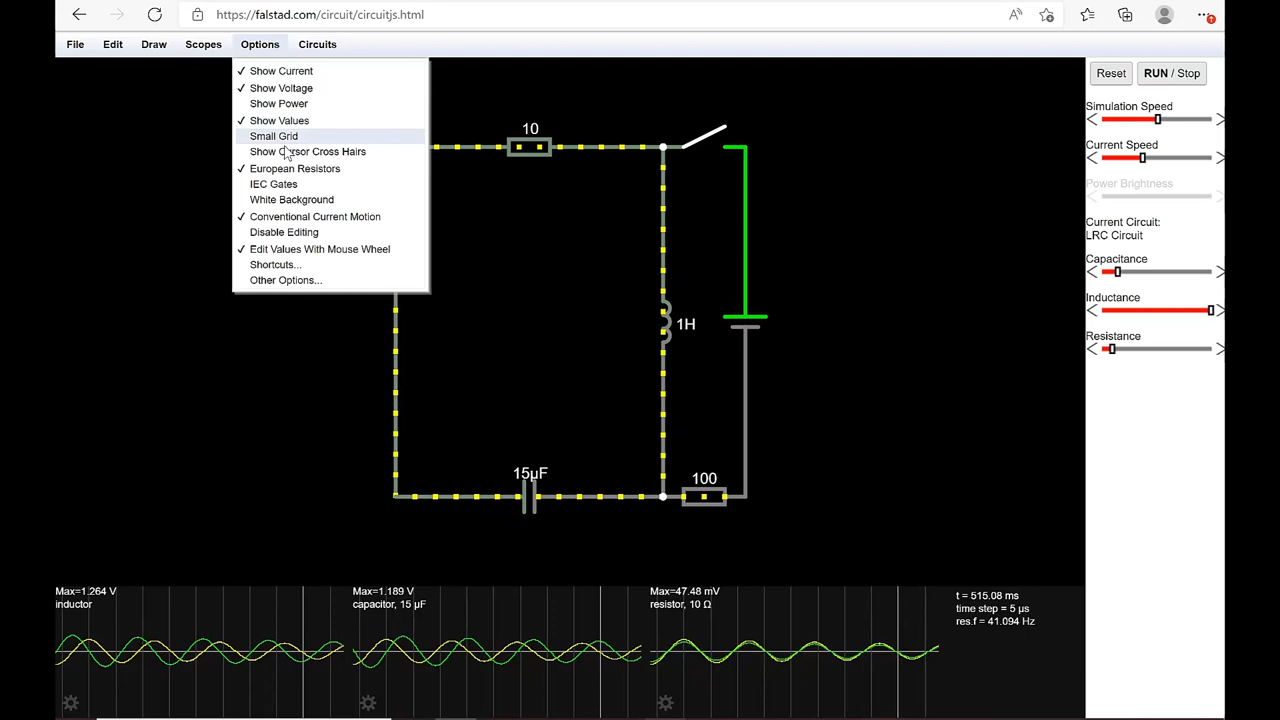 https://falstad.com/circuit/circuitjs.html
File Edit Draw Scopes Options Circuits
Show Current
Show Voltage
Show Power
Show Values
Small Grid
Show Cursor Cross Hairs
European Resistors
IEC Gates
White Background
Conventional Current Motion
Disable Editing
Edit Values With Mouse Wheel
Shortcuts...
Other Options...
10
1H
15μF
100
Reset RUN / Stop
Simulation Speed
Current Speed
Power Brightness
Current Circuit:
LRC Circuit
Capacitance
Inductance
Resistance
Max=1.264 V
inductor
Max=1.189 V
capacitor, 15 μF
Max=47.48 mV
resistor, 10 Ω
t = 515.08 ms
time step = 5 μs
res.f = 41.094 Hz